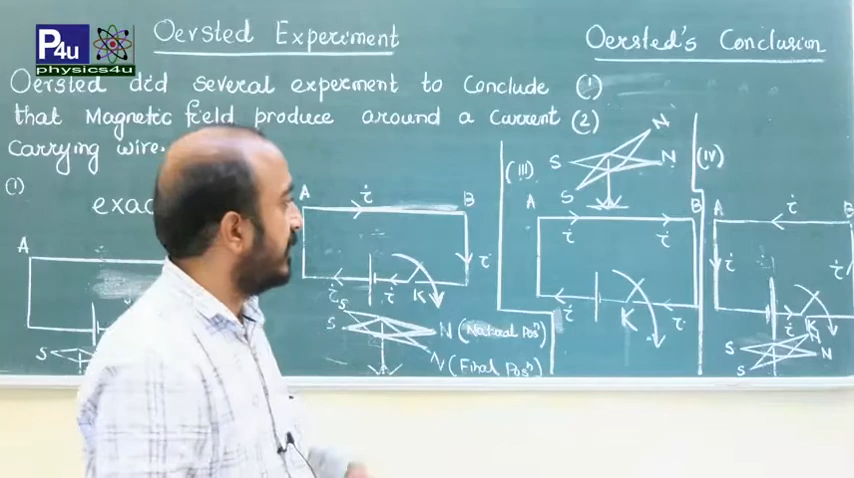 P4u
physics4u
Oersted Experiment
Oersted's Conclusion
Oersted did several experment to Conclude
that Magnetic field produce around a Current
Carrying wire.
(1)
(2)
(1)
exac
A
S
A
i
B
i
i
i
K
S
S
N (Natural Posⁿ)
N (Final Posⁿ)
(III)
S
N
N
S
A
B
i
i
i
K
i
(IV)
A
i
B
i
i
i
K
S
N
N
S